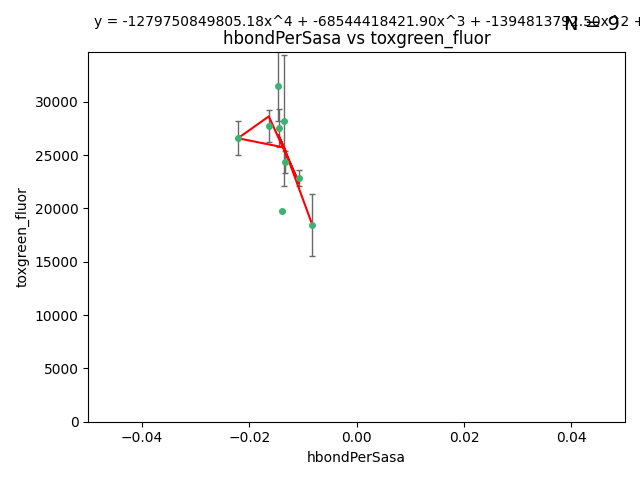 y = -1279750849805.18x^4 + -68544418421.90x^3 + -1394813792.50x^2 +
N = 9
hbondPerSasa vs toxgreen_fluor
30000
25000
20000
15000
10000
5000
0
toxgreen_fluor
−0.04 −0.02 0.00 0.02 0.04
hbondPerSasa